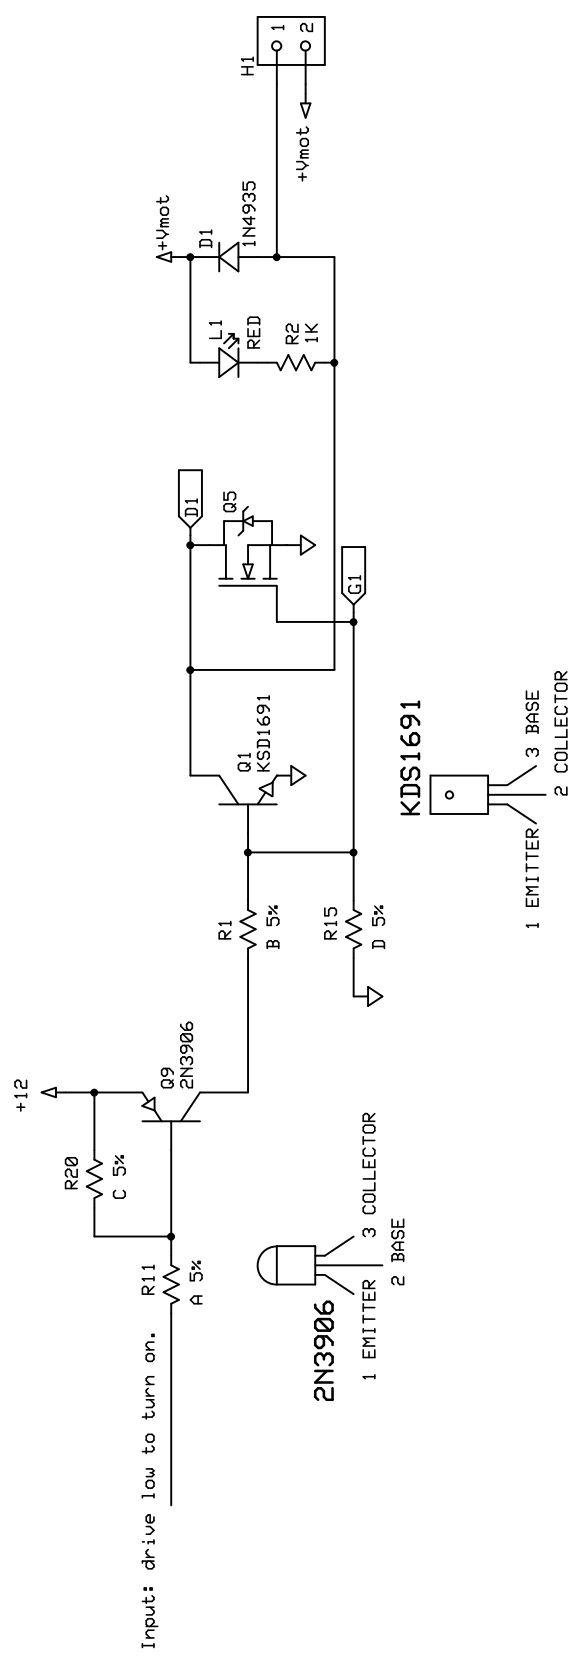 Input: drive low to turn on.
R11
A 5%
R20
C 5%
+12
Q9
2N3906
R1
B 5%
R15
D 5%
Q1
KSD1691
D1
Q5
G1
L1
RED
R2
1K
+Vmot
D1
1N4935
H1
1
2
+Vmot
2N3906
1 EMITTER
2 BASE
3 COLLECTOR
KDS1691
1 EMITTER
2 COLLECTOR
3 BASE